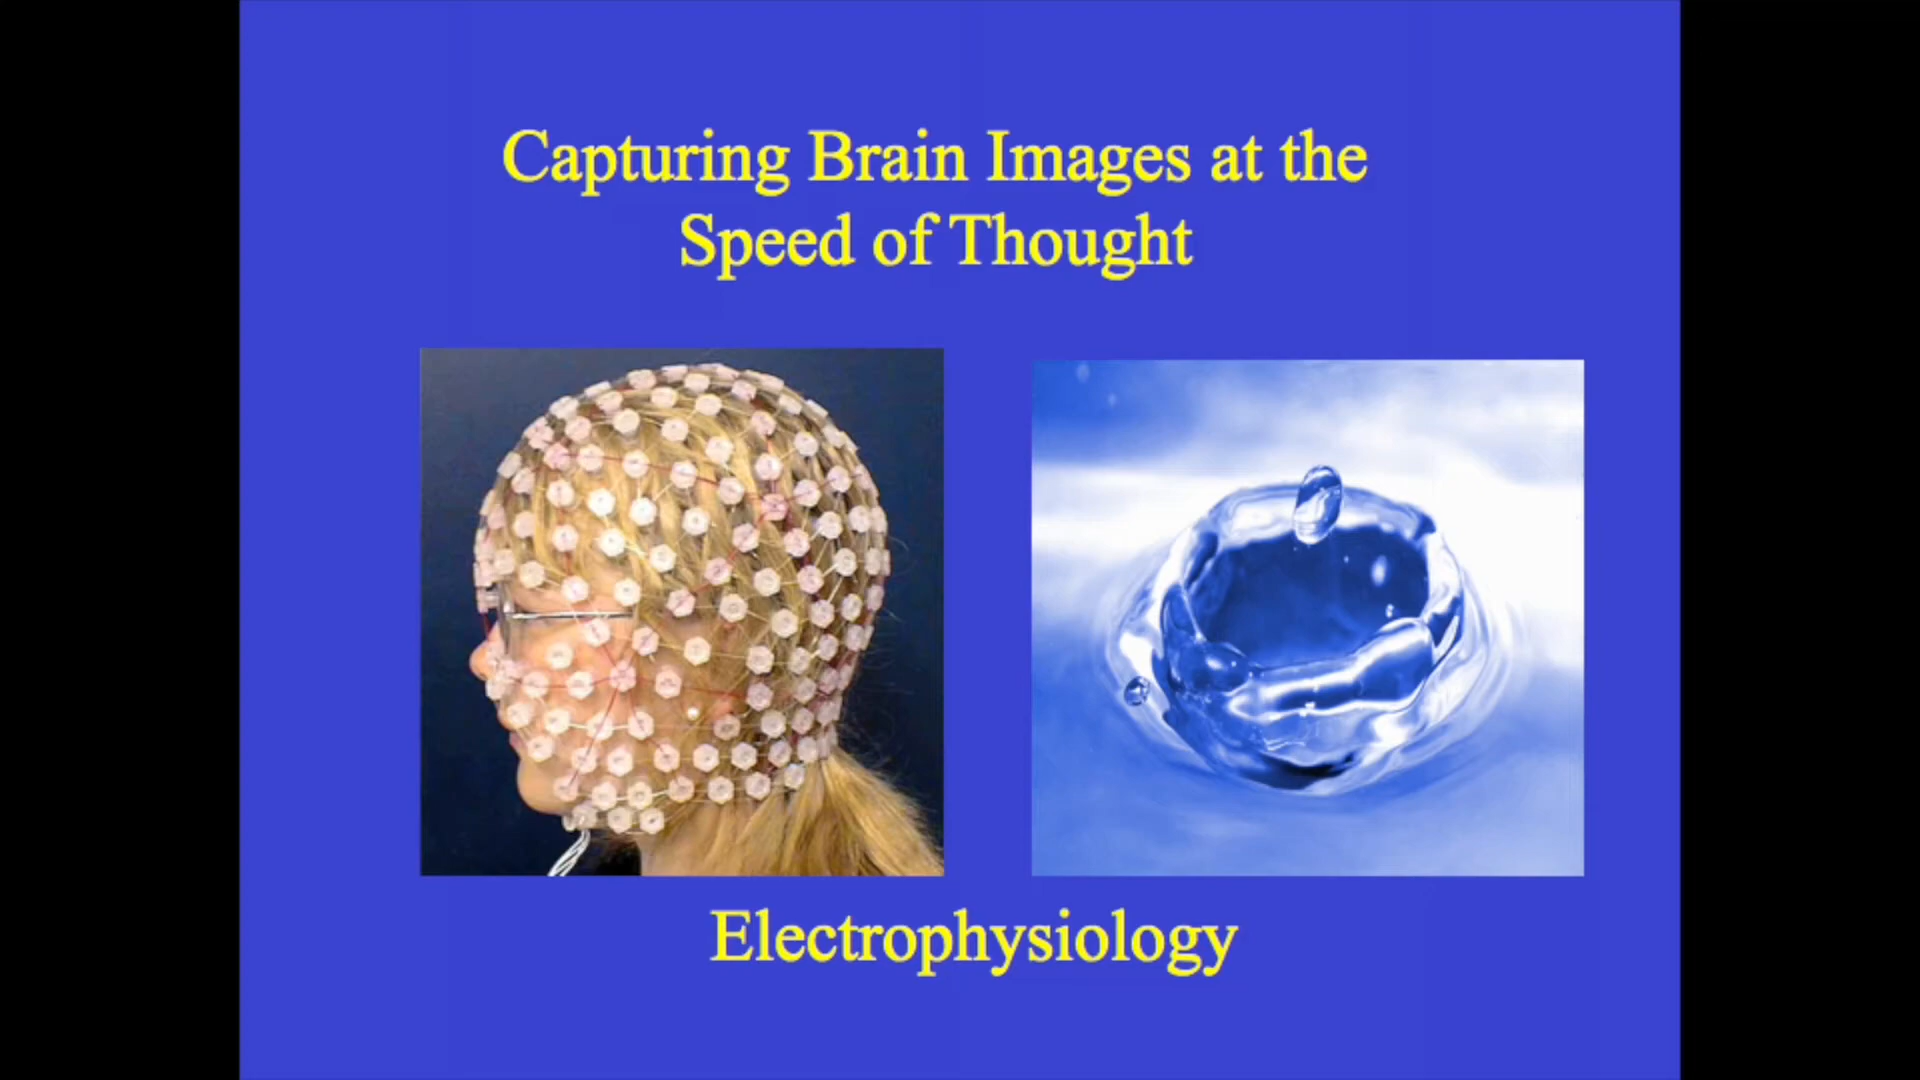 Capturing Brain Images at the
Speed of Thought
Electrophysiology